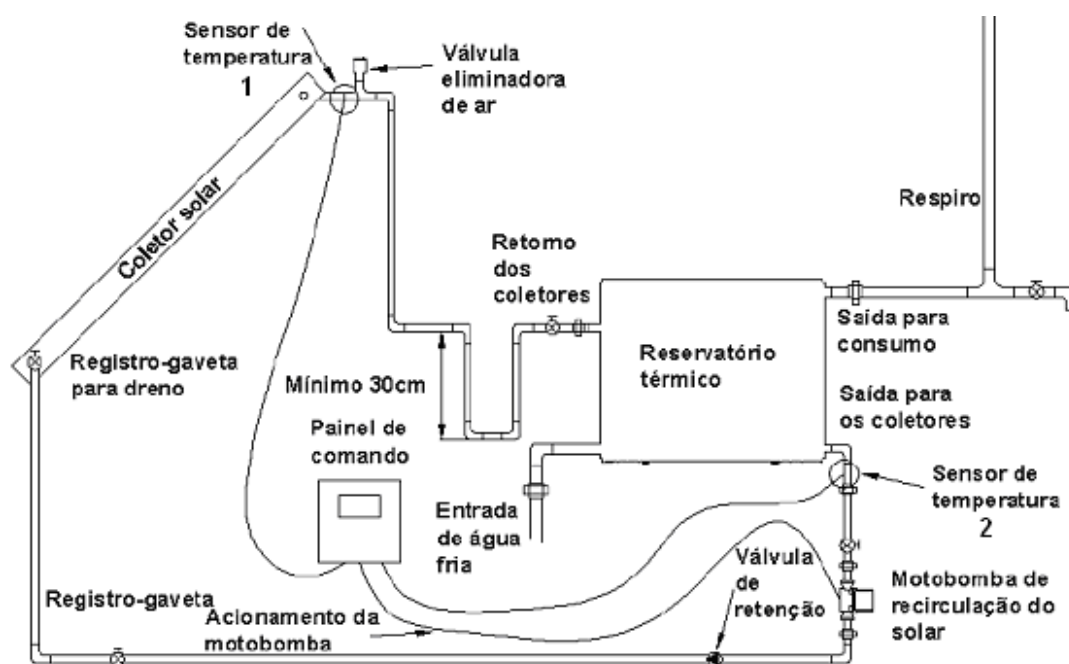 Sensor de
temperatura
1
Válvula
eliminadora
de ar
Coletor solar
Respiro
Retorno
dos
coletores
Saída para
consumo
Reservatório
térmico
Registro-gaveta
para dreno
Mínimo 30cm
Saída para
os coletores
Painel de
comando
Sensor de
temperatura
2
Entrada
de água
fria
Válvula
de
retenção
Motobomba de
recirculação do
solar
Registro-gaveta
Acionamento da
motobomba